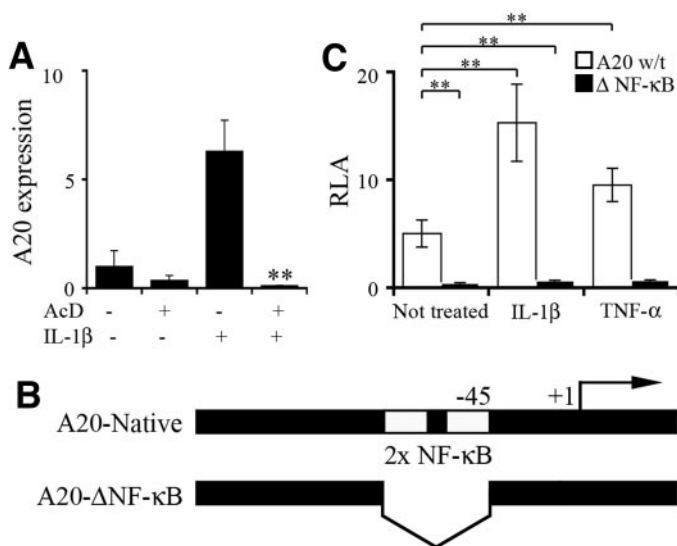 A
A20 expression
10
5
0
**
AcD - + - +
IL-1β - - + +
C
**
**
**
**
A20 w/t
Δ NF-κB
RLA
20
10
0
Not treated IL-1β TNF-α
B
-45 +1
A20-Native
2x NF-κB
A20-ΔNF-κB